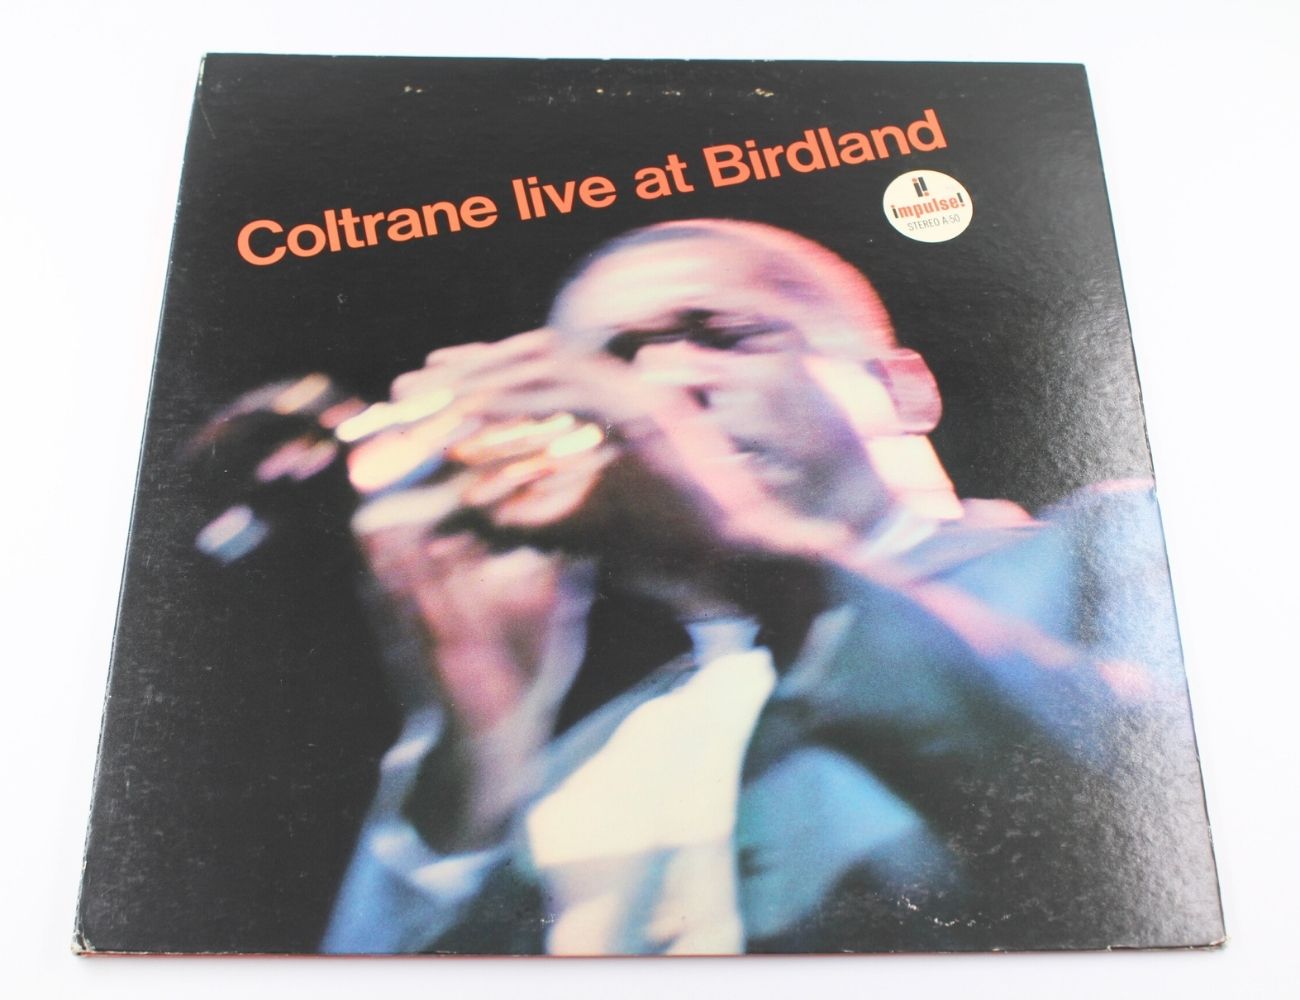 Coltrane live at Birdland
i!
impulse!
STEREO A-50